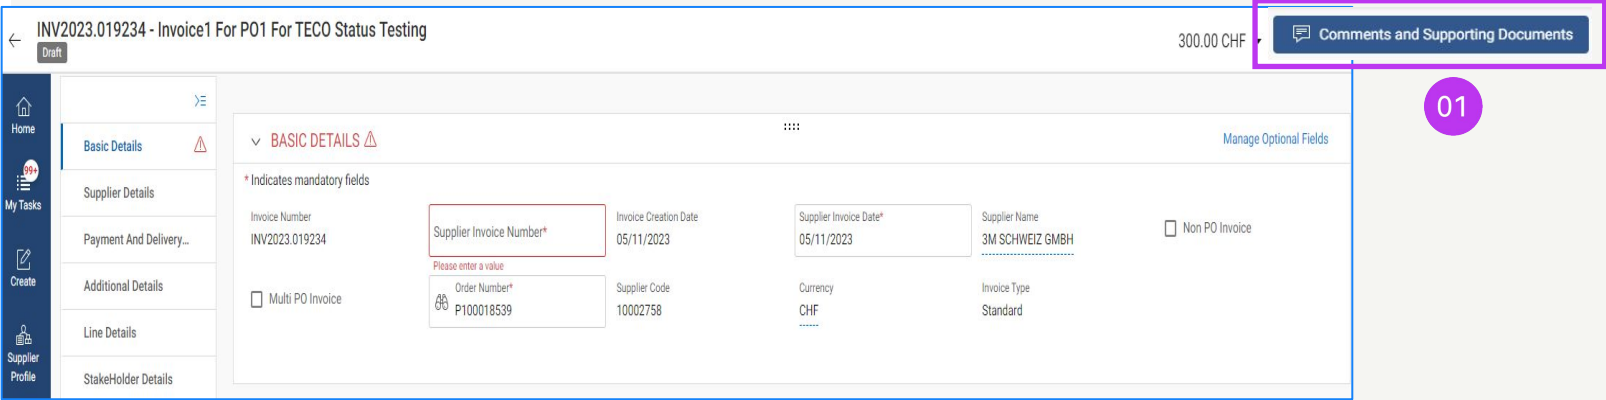 INV2023.019234 - Invoice1 For PO1 For TECO Status Testing
Draft
300.00 CHF
Comments and Supporting Documents
01
Home
99+
My Tasks
Create
Supplier
Profile
Basic Details
Supplier Details
Payment And Delivery...
Additional Details
Line Details
StakeHolder Details
BASIC DETAILS
Manage Optional Fields
* Indicates mandatory fields
Invoice Number
INV2023.019234
Supplier Invoice Number*
Please enter a value
Invoice Creation Date
05/11/2023
Supplier Invoice Date*
05/11/2023
Supplier Name
3M SCHWEIZ GMBH
Non PO Invoice
Multi PO Invoice
Order Number*
P100018539
Supplier Code
10002758
Currency
CHF
Invoice Type
Standard